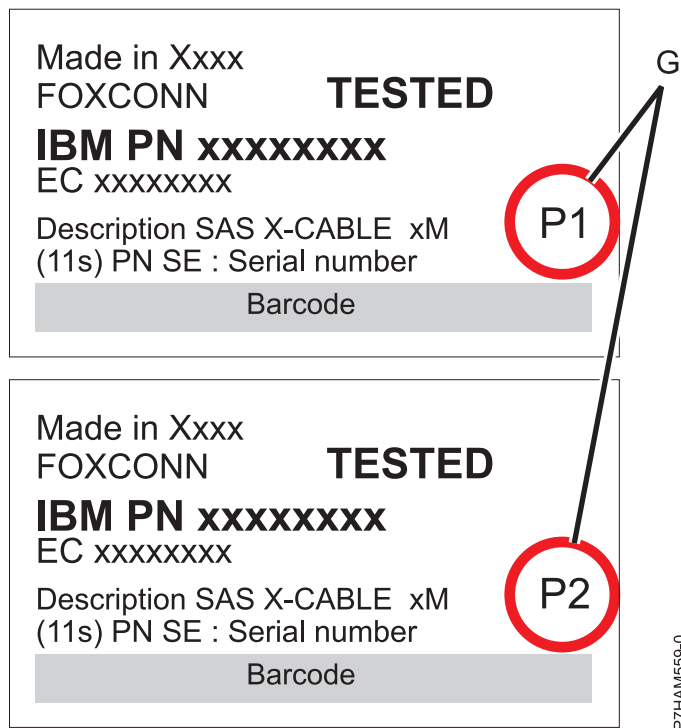 Made in Xxxx
FOXCONN TESTED
IBM PN xxxxxxxx
EC xxxxxxxx
Description SAS X-CABLE xM
(11s) PN SE : Serial number
Barcode
P1
G
Made in Xxxx
FOXCONN TESTED
IBM PN xxxxxxxx
EC xxxxxxxx
Description SAS X-CABLE xM
(11s) PN SE : Serial number
Barcode
P2
P7HAM559-0